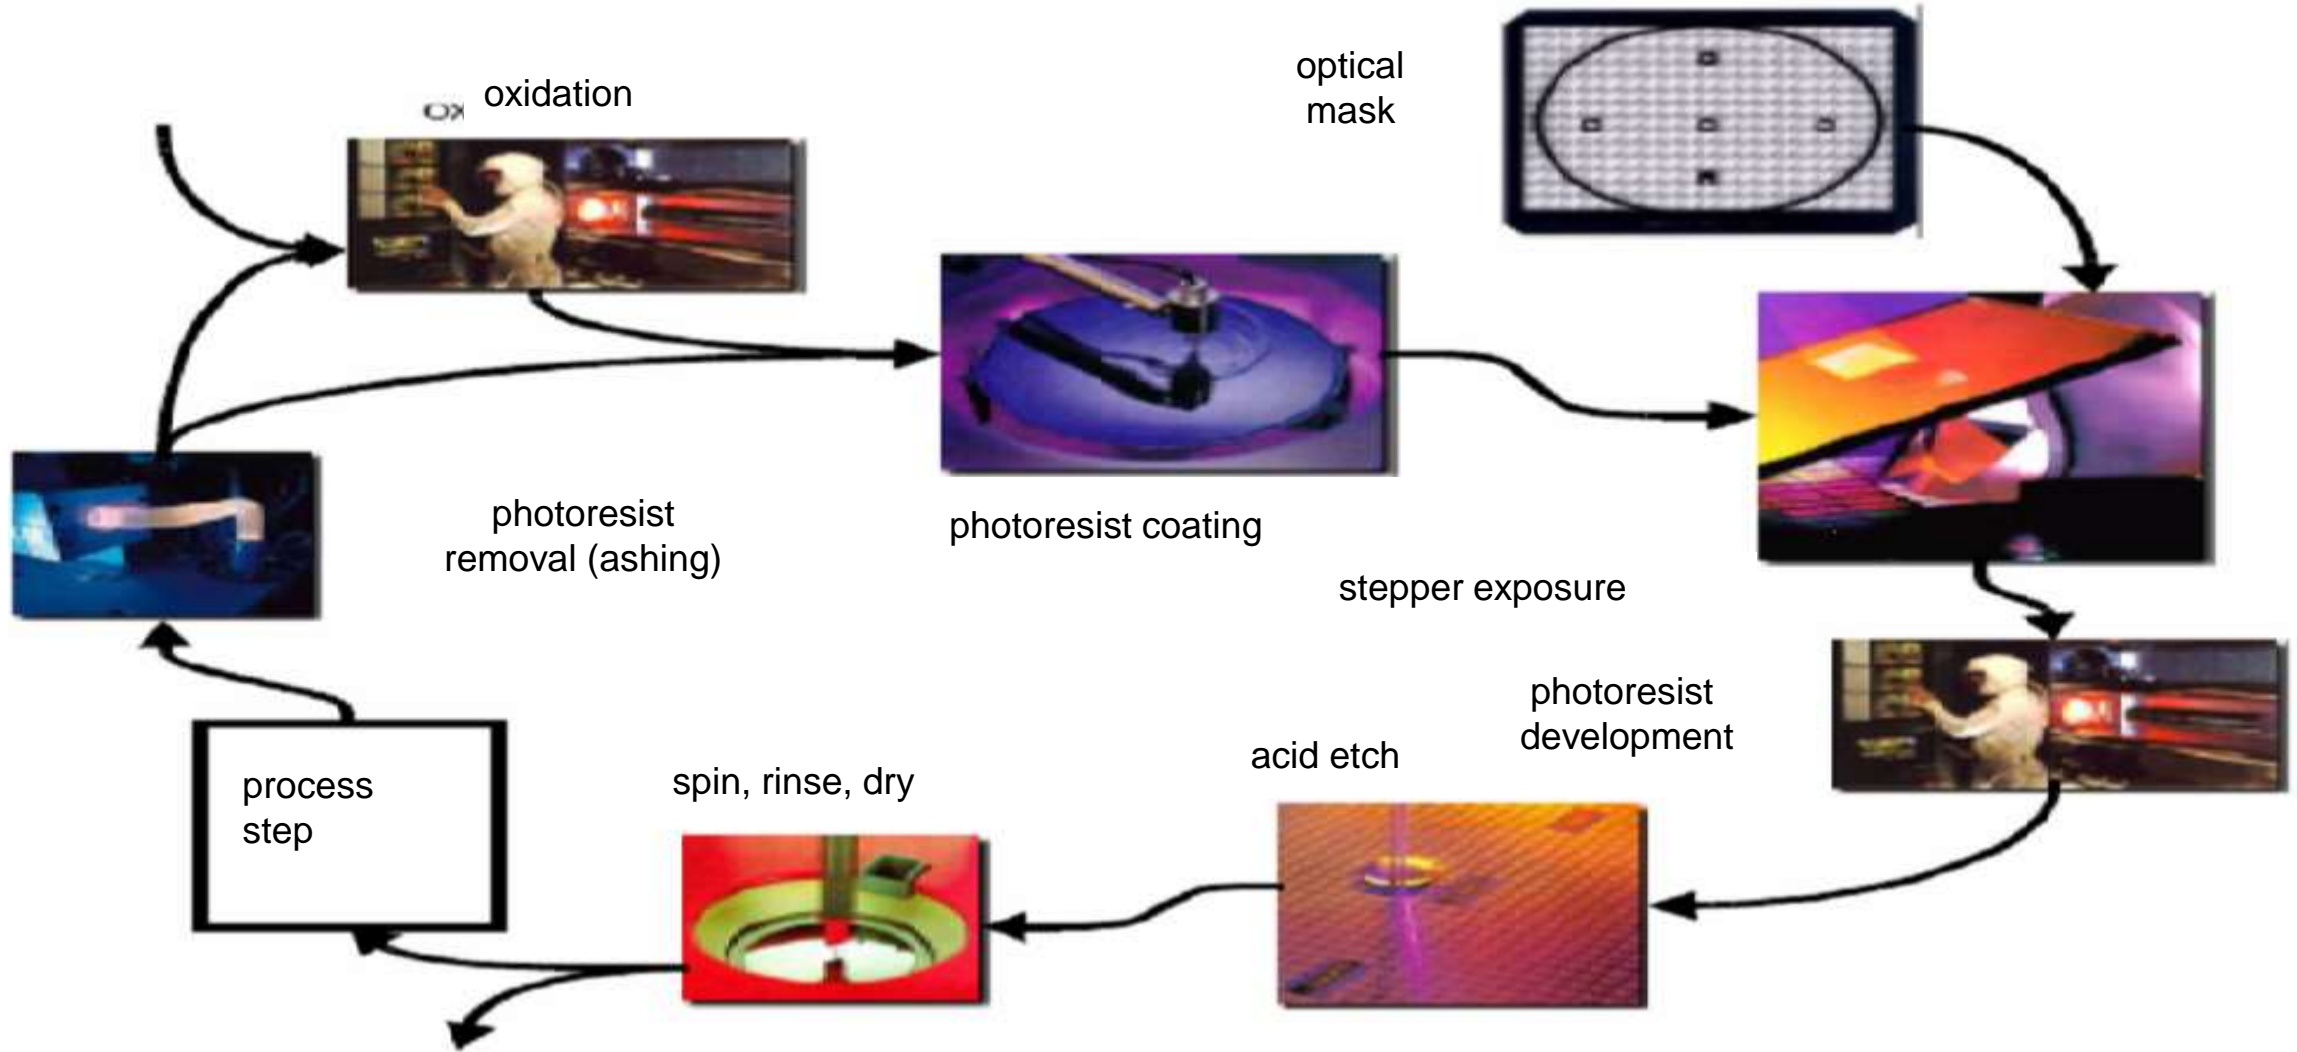 oxidation
optical
mask
photoresist
removal (ashing)
photoresist coating
stepper exposure
photoresist
development
acid etch
spin, rinse, dry
process
step